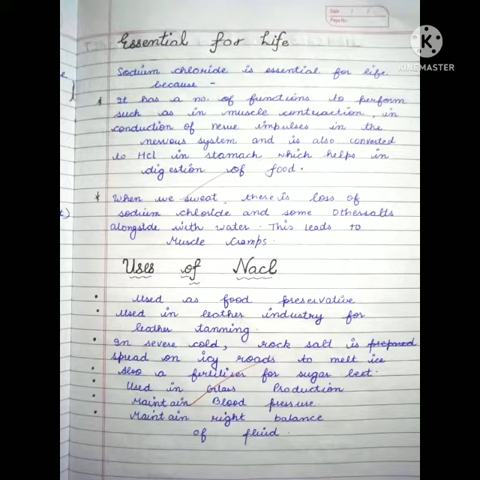 Date
Page No.
K
KINEMASTER
Essential for Life
Sodium chloride is essential for life
because -
* It has a no. of functions to perform
such as in muscle contraction, in
conduction of nerve impulses in the
nervous system and is also converted
to HCl in stomach which helps in
digestion of food.
* When we sweat, there is loss of
sodium chloride and some other salts
alongside with water. This leads to
Muscle Cramps.
Uses of Nacl
• Used as food preservative
• Used in leather industry for
leather tanning.
• In severe cold, rock salt is prepared
spread on icy roads to melt ice
• Also a fertilizer for sugar beet.
• Used in Glass Production
• Maintain Blood pressure
• Maintain right balance
of fluid.